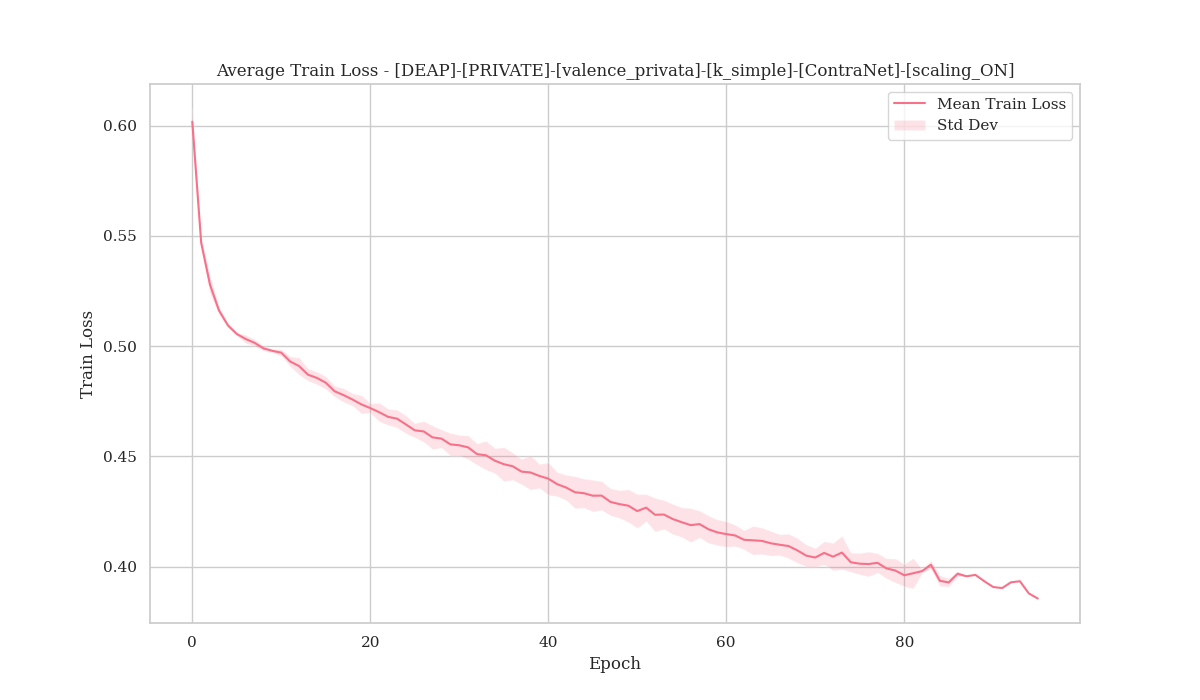 Average Train Loss - [DEAP]-[PRIVATE]-[valence_privata]-[k_simple]-[ContraNet]-[scaling_ON]
Mean Train Loss
Std Dev
0.60
0.55
0.50
0.45
0.40
Train Loss
0
20
40
60
80
Epoch